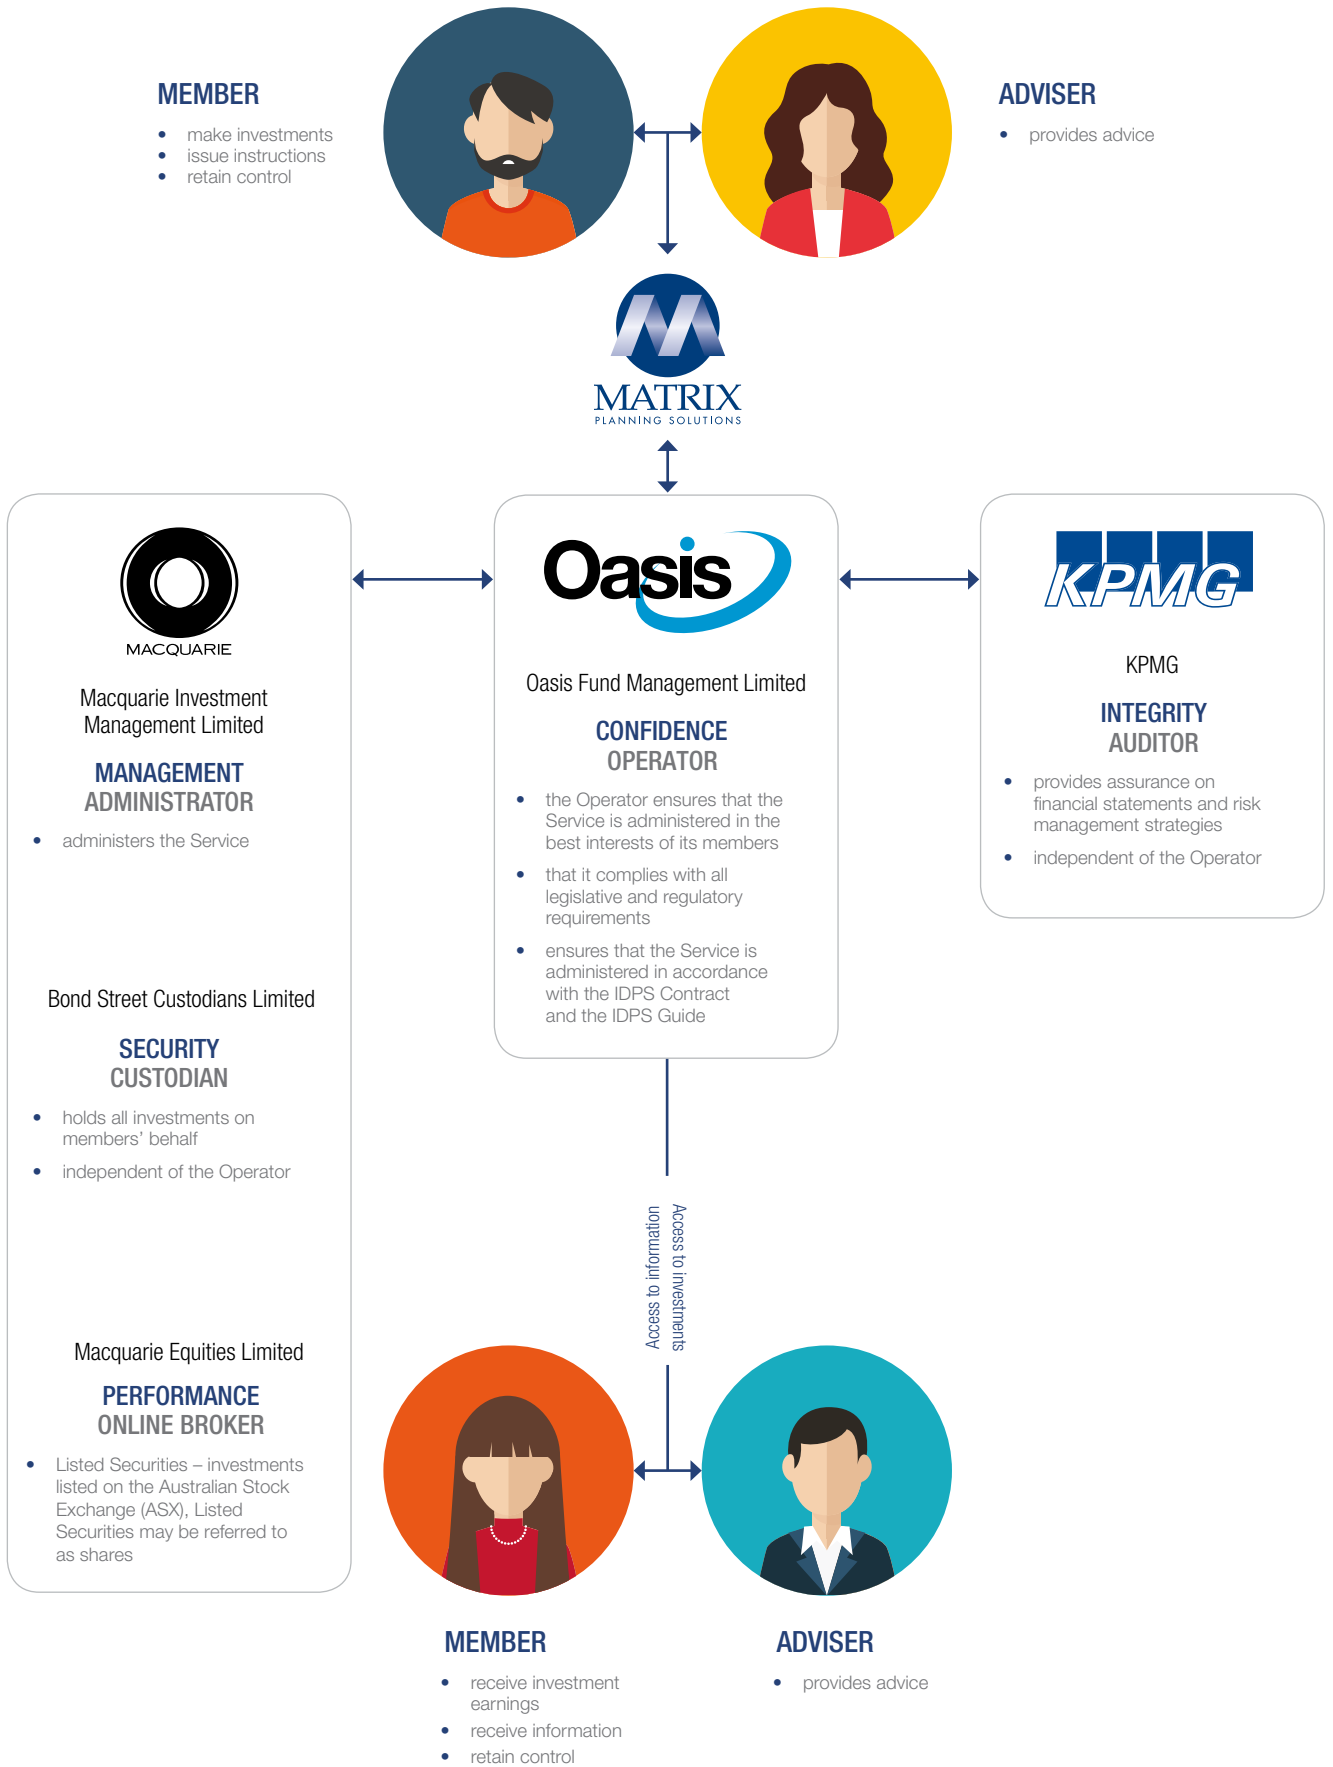 MEMBER
• make investments
• issue instructions
• retain control
ADVISER
• provides advice
MATRIX
PLANNING SOLUTIONS
MACQUARIE
Macquarie Investment
Management Limited
MANAGEMENT
ADMINISTRATOR
• administers the Service
Bond Street Custodians Limited
SECURITY
CUSTODIAN
• holds all investments on
members’ behalf
• independent of the Operator
Macquarie Equities Limited
PERFORMANCE
ONLINE BROKER
• Listed Securities – investments
listed on the Australian Stock
Exchange (ASX), Listed
Securities may be referred to
as shares
Oasis
Oasis Fund Management Limited
CONFIDENCE
OPERATOR
• the Operator ensures that the
Service is administered in the
best interests of its members
• that it complies with all
legislative and regulatory
requirements
• ensures that the Service is
administered in accordance
with the IDPS Contract
and the IDPS Guide
KPMG
KPMG
INTEGRITY
AUDITOR
• provides assurance on
financial statements and risk
management strategies
• independent of the Operator
Access to information
Access to investments
MEMBER
• receive investment
earnings
• receive information
• retain control
ADVISER
• provides advice